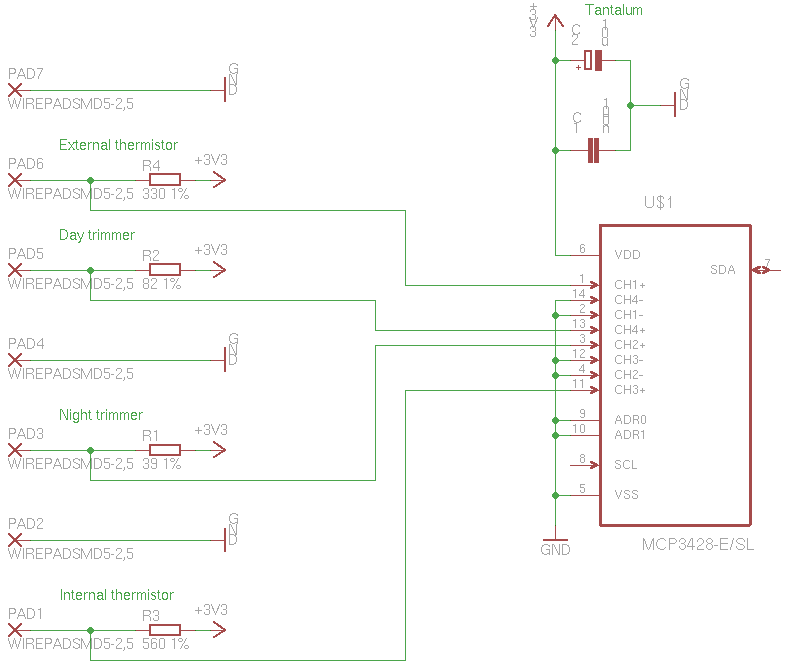 Tantalum
+3V3
C2
10u
PAD7
GND
WIREPADSMD5-2,5
GND
C1
100n
External thermistor
PAD6
R4
+3V3
WIREPADSMD5-2,5
330 1%
U$1
Day trimmer
PAD5
R2
+3V3
WIREPADSMD5-2,5
82 1%
6
VDD
SDA
7
1
CH1+
14
CH4-
2
CH1-
13
CH4+
3
CH2+
12
CH3-
4
CH2-
11
CH3+
9
ADR0
10
ADR1
8
SCL
5
VSS
PAD4
GND
WIREPADSMD5-2,5
Night trimmer
PAD3
R1
+3V3
WIREPADSMD5-2,5
39 1%
PAD2
GND
WIREPADSMD5-2,5
GND
MCP3428-E/SL
Internal thermistor
PAD1
R3
+3V3
WIREPADSMD5-2,5
560 1%